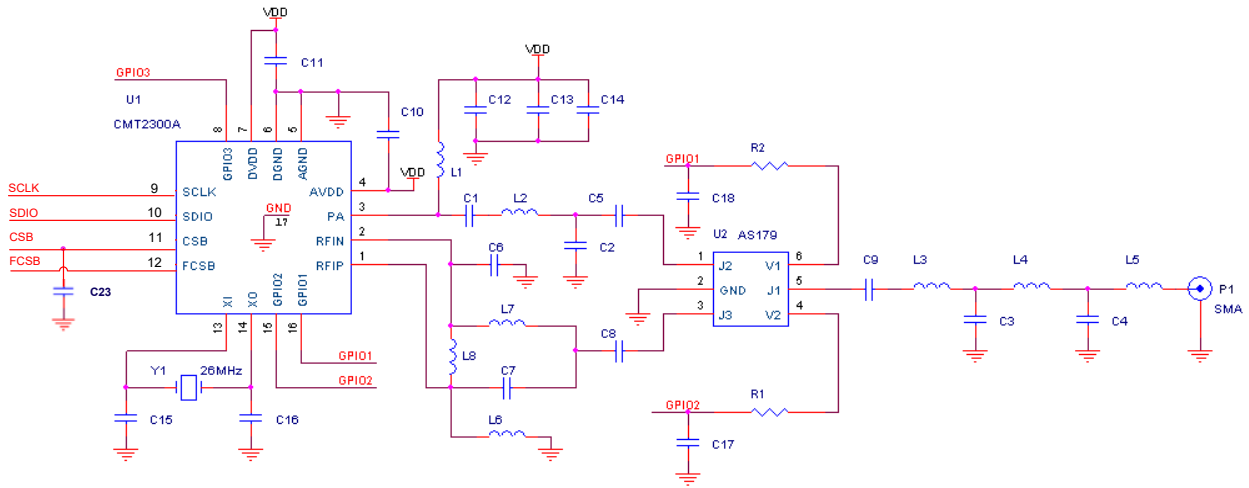 VDD
VDD
GPIO3
C11
U1
CMT2300A
C10
C12
C13
C14
8
7
6
5
GPIO3
DVDD
DGND
AGND
L1
GPIO1
R2
C18
VDD
SCLK
9
SCLK
AVDD
4
SDIO
10
SDIO
GND
17
PA
3
C1
L2
C5
CSB
11
CSB
RFIN
2
C6
C2
U2
AS179
FCSB
12
FCSB
RFIP
1
1
J2
V1
6
2
GND
J1
5
3
J3
V2
4
C9
L3
L4
L5
P1
SMA
C23
XI
XO
GPIO2
GPIO1
13
14
15
16
L7
C8
C3
C4
L8
C7
Y1
26MHz
GPIO1
GPIO2
C15
C16
L6
GPIO2
R1
C17